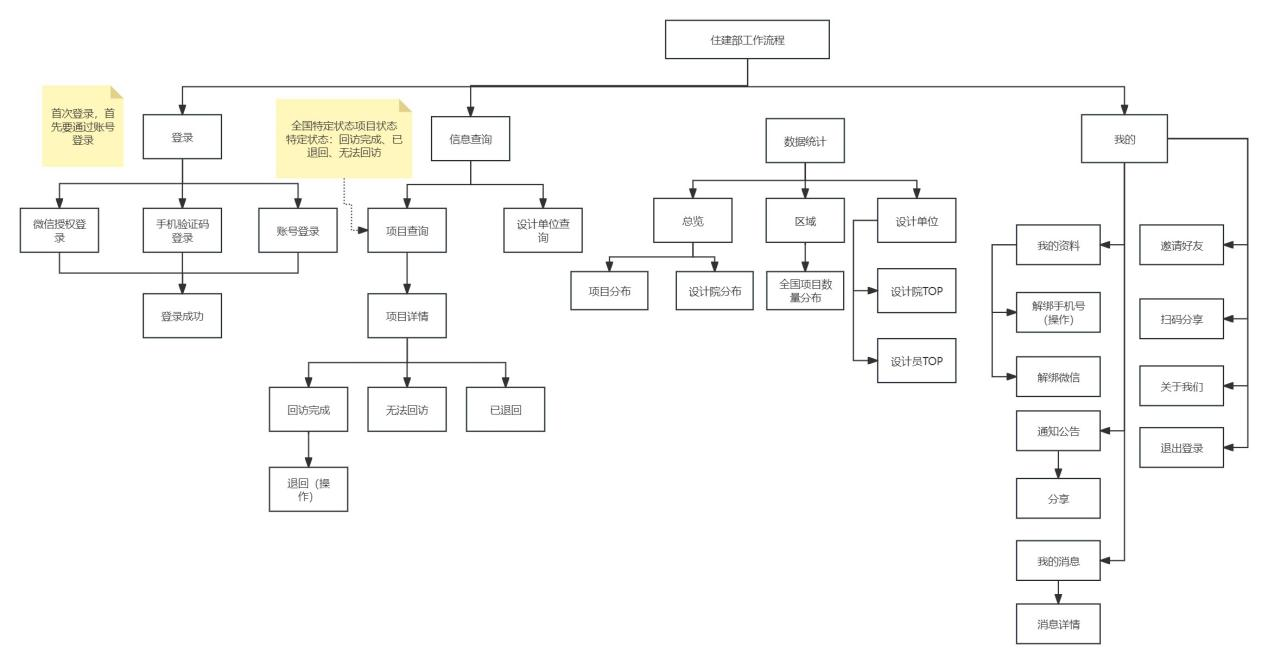 住建部工作流程
首次登录，首
先要通过账号
登录
登录
全国特定状态项目状态
特定状态：回访完成、已
退回、无法回访
信息查询
数据统计
我的
微信授权登
录
手机验证码
登录
账号登录
项目查询
设计单位查
询
总览
区域
设计单位
登录成功
项目详情
项目分布
设计院分布
全国项目数
量分布
设计院TOP
设计员TOP
回访完成
无法回访
已退回
退回（操
作）
我的资料
解绑手机号
（操作）
解绑微信
通知公告
分享
我的消息
消息详情
邀请好友
扫码分享
关于我们
退出登录